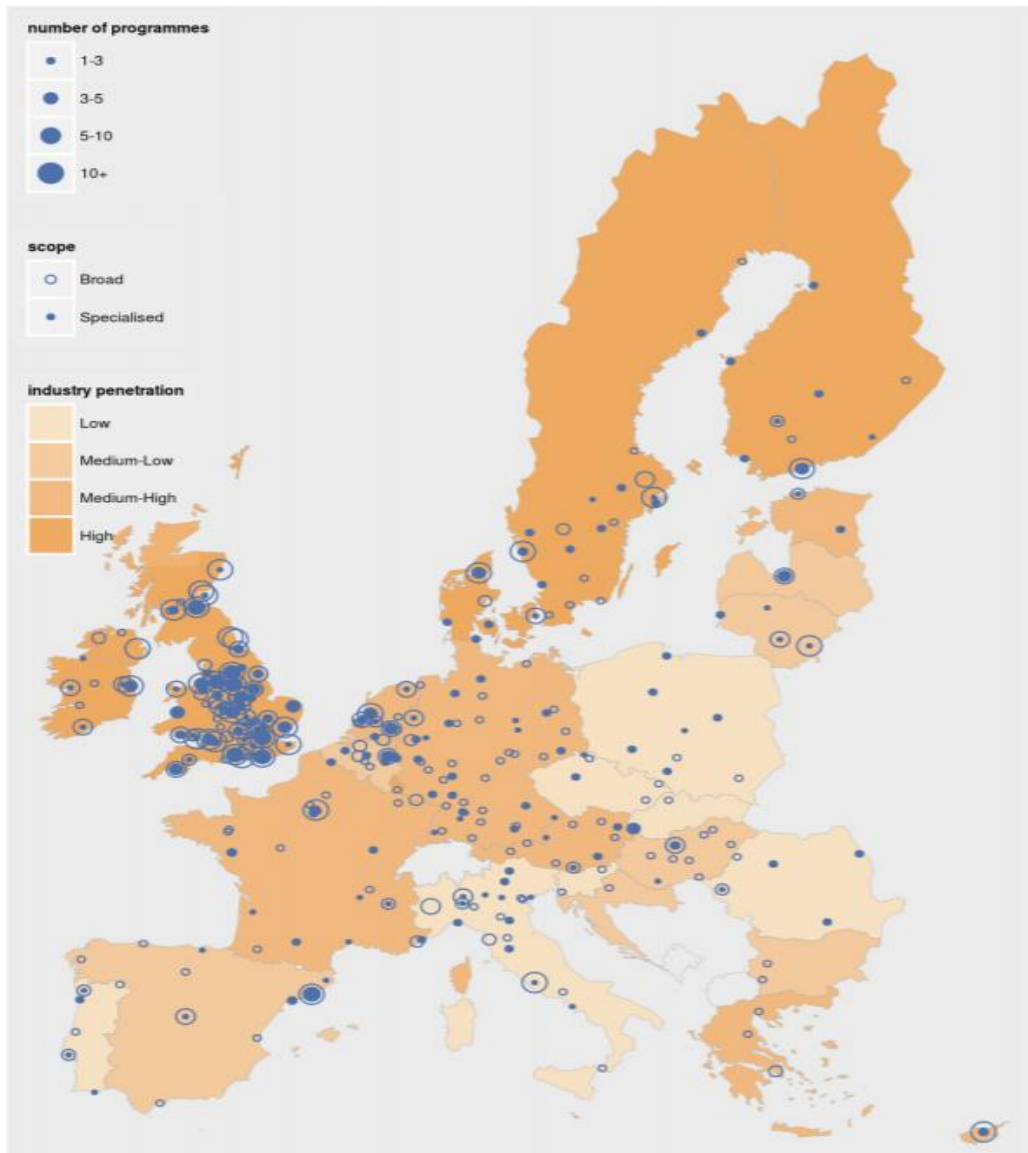 number of programmes
1-3
3-5
5-10
10+
scope
Broad
Specialised
industry penetration
Low
Medium-Low
Medium-High
High